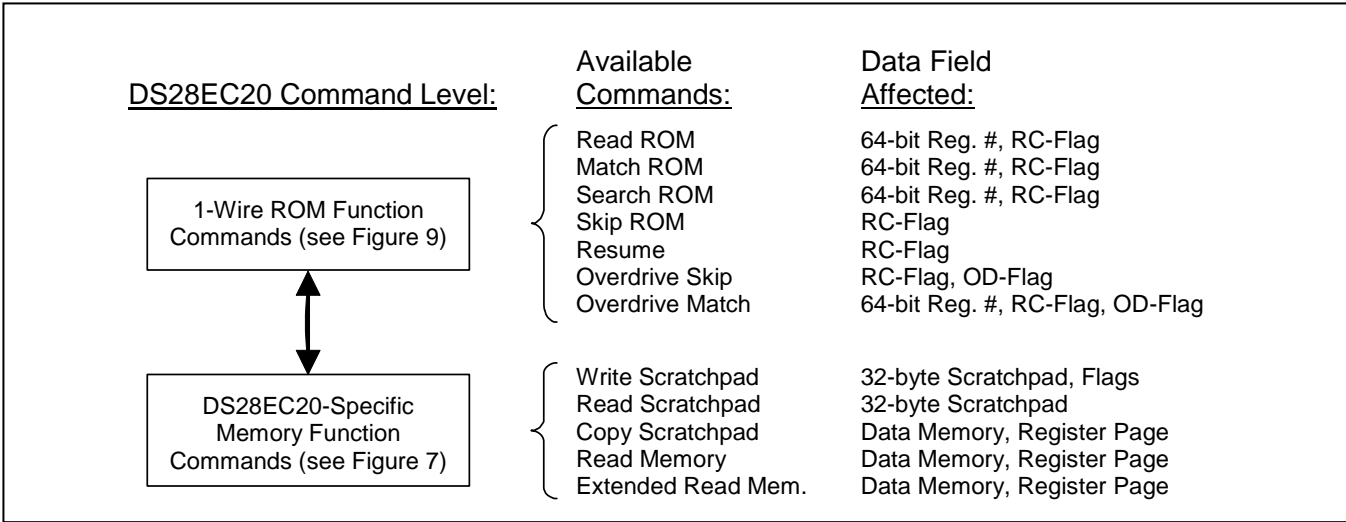 DS28EC20 Command Level:
Available
Commands:
Data Field
Affected:
1-Wire ROM Function
Commands (see Figure 9)
Read ROM 64-bit Reg. #, RC-Flag
Match ROM 64-bit Reg. #, RC-Flag
Search ROM 64-bit Reg. #, RC-Flag
Skip ROM RC-Flag
Resume RC-Flag
Overdrive Skip RC-Flag, OD-Flag
Overdrive Match 64-bit Reg. #, RC-Flag, OD-Flag
DS28EC20-Specific
Memory Function
Commands (see Figure 7)
Write Scratchpad 32-byte Scratchpad, Flags
Read Scratchpad 32-byte Scratchpad
Copy Scratchpad Data Memory, Register Page
Read Memory Data Memory, Register Page
Extended Read Mem. Data Memory, Register Page